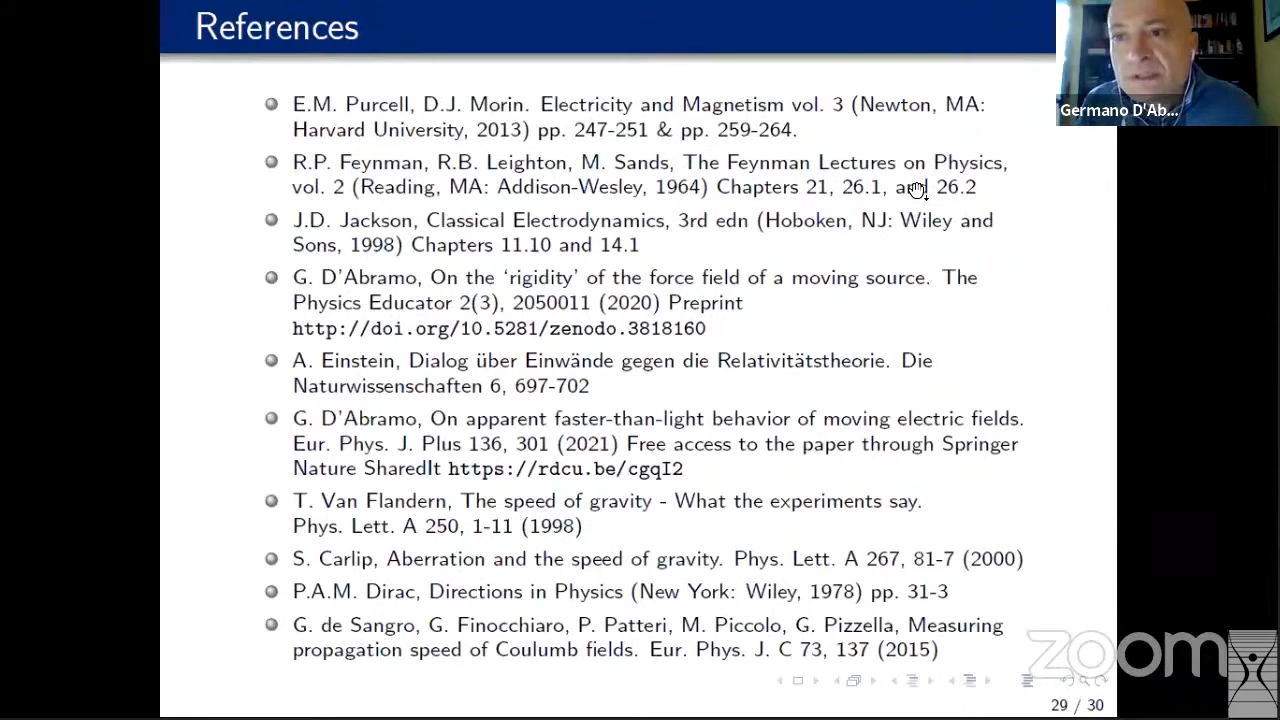 References
Germano D'Ab...
E.M. Purcell, D.J. Morin. Electricity and Magnetism vol. 3 (Newton, MA:
Harvard University, 2013) pp. 247-251 & pp. 259-264.
R.P. Feynman, R.B. Leighton, M. Sands, The Feynman Lectures on Physics,
vol. 2 (Reading, MA: Addison-Wesley, 1964) Chapters 21, 26.1, and 26.2
J.D. Jackson, Classical Electrodynamics, 3rd edn (Hoboken, NJ: Wiley and
Sons, 1998) Chapters 11.10 and 14.1
G. D'Abramo, On the ‘rigidity’ of the force field of a moving source. The
Physics Educator 2(3), 2050011 (2020) Preprint
http://doi.org/10.5281/zenodo.3818160
A. Einstein, Dialog über Einwände gegen die Relativitätstheorie. Die
Naturwissenschaften 6, 697-702
G. D'Abramo, On apparent faster-than-light behavior of moving electric fields.
Eur. Phys. J. Plus 136, 301 (2021) Free access to the paper through Springer
Nature SharedIt https://rdcu.be/cgqI2
T. Van Flandern, The speed of gravity - What the experiments say.
Phys. Lett. A 250, 1-11 (1998)
S. Carlip, Aberration and the speed of gravity. Phys. Lett. A 267, 81-7 (2000)
P.A.M. Dirac, Directions in Physics (New York: Wiley, 1978) pp. 31-3
G. de Sangro, G. Finocchiaro, P. Patteri, M. Piccolo, G. Pizzella, Measuring
propagation speed of Coulumb fields. Eur. Phys. J. C 73, 137 (2015)
zoom
29 / 30